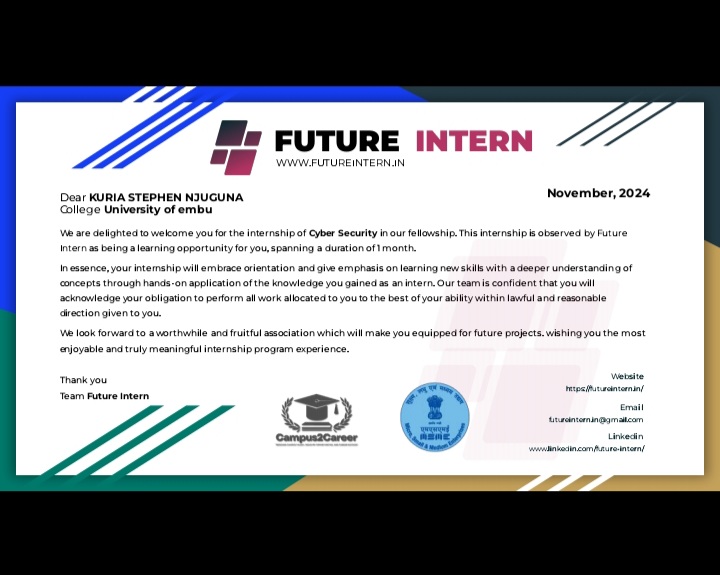 FUTURE INTERN
WWW.FUTUREINTERN.IN
Dear KURIA STEPHEN NJUGUNA
November, 2024
College University of embu
We are delighted to welcome you for the internship of Cyber Security in our fellowship. This internship is observed by Future
Intern as being a learning opportunity for you, spanning a duration of 1 month.
In essence, your internship will embrace orientation and give emphasis on learning new skills with a deeper understanding of
concepts through hands-on application of the knowledge you gained as an intern. Our team is confident that you will
acknowledge your obligation to perform all work allocated to you to the best of your ability within lawful and reasonable
direction given to you.
We look forward to a worthwhile and fruitful association which will make you equipped for future projects. wishing you the most
enjoyable and truly meaningful internship program experience.
Thank you
Team Future Intern
Campus2Career
एमएसएमई
MSME
Micro, Small & Medium Enterprises
Website
https://futureintern.in/
Email
futureintern.in@gmail.com
Linkedin
www.linkedin.com/future-intern/